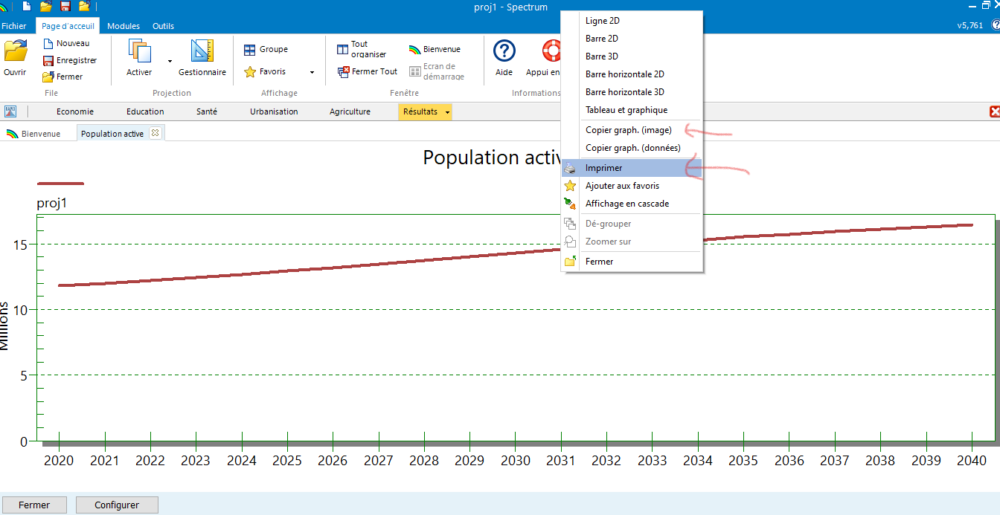 proj1 - Spectrum
Fichier Page d'acceuil Modules Outils v5,761
Ouvrir
Nouveau
Enregistrer
Fermer
File
Activer Gestionnaire
Projection
Groupe
Favoris
Affichage
Tout
organiser
Fermer Tout
Bienvenue
Ecran de
démarrage
Fenêtre
Aide Appui en
Informations
RAPID Economie Education Santé Urbanisation Agriculture Résultats
Bienvenue Population active
Ligne 2D
Barre 2D
Barre 3D
Barre horizontale 2D
Barre horizontale 3D
Tableau et graphique
Copier graph. (image)
Copier graph. (données)
Imprimer
Ajouter aux favoris
Affichage en cascade
Dé-grouper
Zoomer sur
Fermer
Population activ
proj1
Millions
15
10
5
0
2020 2021 2022 2023 2024 2025 2026 2027 2028 2029 2030 2031 2032 2033 2034 2035 2036 2037 2038 2039 2040
Fermer Configurer